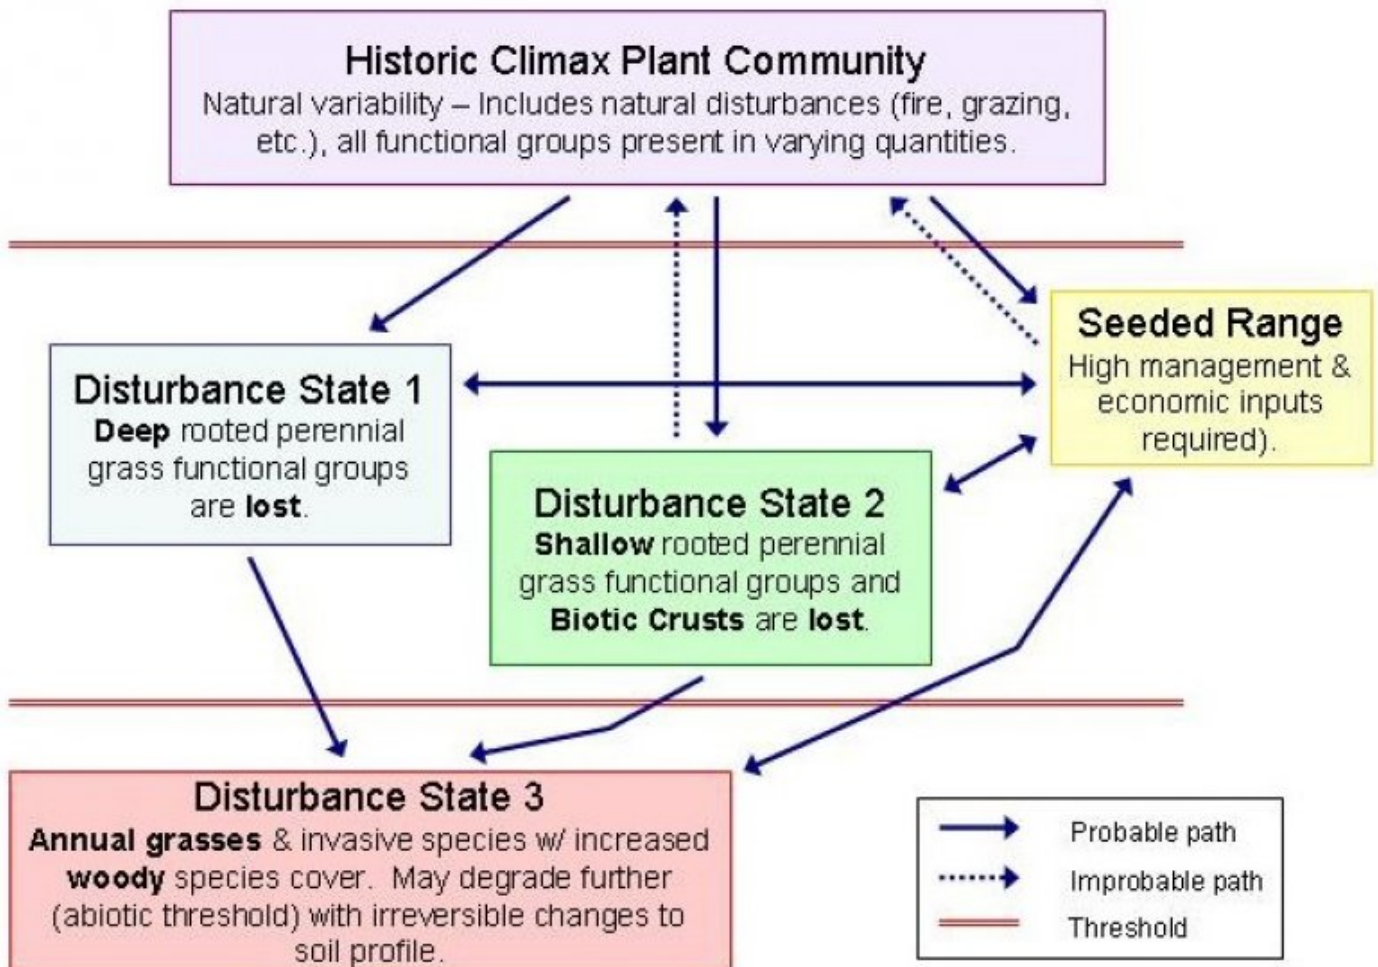 Historic Climax Plant Community
Natural variability – Includes natural disturbances (fire, grazing,
etc.), all functional groups present in varying quantities.
Seeded Range
High management &
economic inputs
required).
Disturbance State 1
Deep rooted perennial
grass functional groups
are lost.
Disturbance State 2
Shallow rooted perennial
grass functional groups and
Biotic Crusts are lost.
Disturbance State 3
Annual grasses & invasive species w/ increased
woody species cover.  May degrade further
(abiotic threshold) with irreversible changes to
soil profile.
Probable path
Improbable path
Threshold